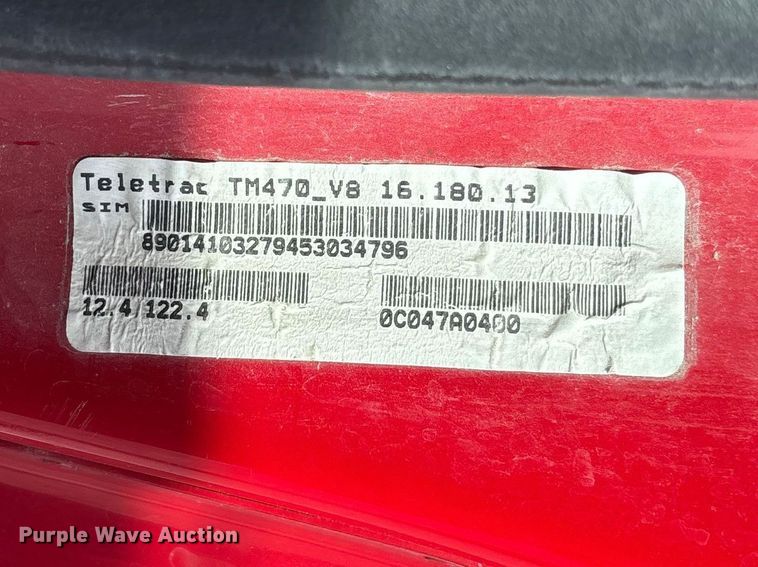 Teletrac TM470_V8 16.180.13
SIM
89014103279453034796
12.4 122.4
0C047A0400
Purple Wave Auction